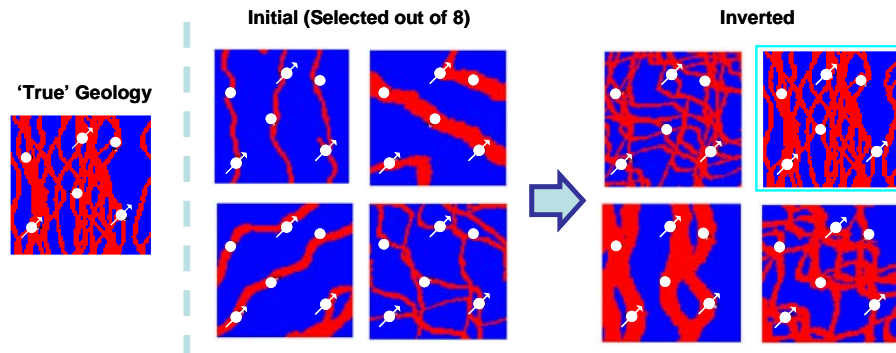 Initial (Selected out of 8)
Inverted
‘True’ Geology